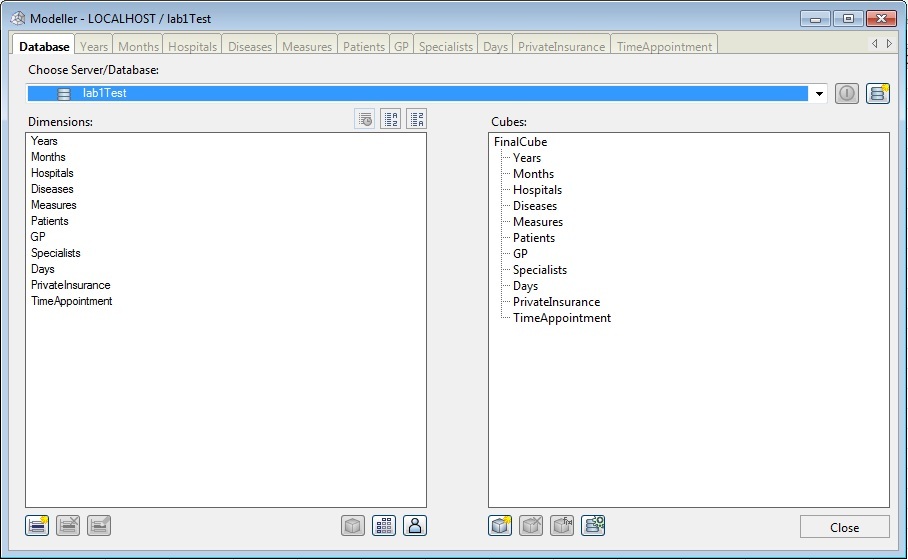 Modeller - LOCALHOST / lab1Test
Database Years Months Hospitals Diseases Measures Patients GP Specialists Days PrivateInsurance TimeAppointment
Choose Server/Database:
lab1Test
Dimensions:
Years
Months
Hospitals
Diseases
Measures
Patients
GP
Specialists
Days
PrivateInsurance
TimeAppointment
Cubes:
FinalCube
Years
Months
Hospitals
Diseases
Measures
Patients
GP
Specialists
Days
PrivateInsurance
TimeAppointment
Close